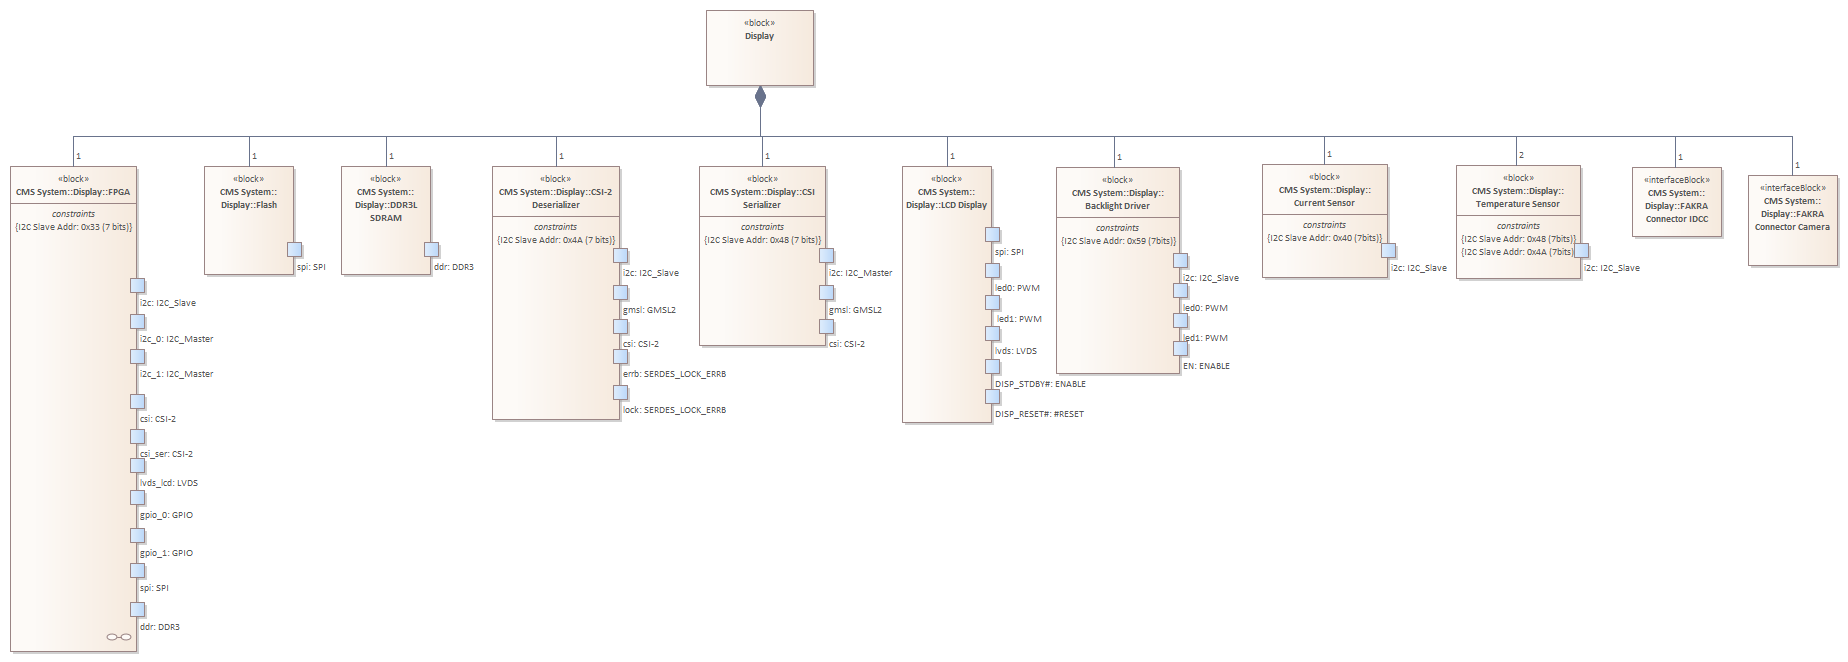 «block»
Display
1
«block»
CMS System::Display::FPGA
constraints
{I2C Slave Addr: 0x33 (7 bits)}
i2c: I2C_Slave
i2c_0: I2C_Master
i2c_1: I2C_Master
csi: CSI-2
csi_ser: CSI-2
lvds_lcd: LVDS
gpio_0: GPIO
gpio_1: GPIO
spi: SPI
ddr: DDR3
1
«block»
CMS System::
Display::Flash
spi: SPI
1
«block»
CMS System::
Display::DDR3L
SDRAM
ddr: DDR3
1
«block»
CMS System::Display::CSI-2
Deserializer
constraints
{I2C Slave Addr: 0x4A (7 bits)}
i2c: I2C_Slave
gmsl: GMSL2
csi: CSI-2
errb: SERDES_LOCK_ERRB
lock: SERDES_LOCK_ERRB
1
«block»
CMS System::Display::CSI
Serializer
constraints
{I2C Slave Addr: 0x48 (7 bits)}
i2c: I2C_Master
gmsl: GMSL2
csi: CSI-2
1
«block»
CMS System::
Display::LCD Display
spi: SPI
led0: PWM
led1: PWM
lvds: LVDS
DISP_STDBY#: ENABLE
DISP_RESET#: #RESET
1
«block»
CMS System::Display::
Backlight Driver
constraints
{I2C Slave Addr: 0x59 (7bits)}
i2c: I2C_Slave
led0: PWM
led1: PWM
EN: ENABLE
1
«block»
CMS System::Display::
Current Sensor
constraints
{I2C Slave Addr: 0x40 (7bits)}
i2c: I2C_Slave
2
«block»
CMS System::Display::
Temperature Sensor
constraints
{I2C Slave Addr: 0x48 (7bits)}
{I2C Slave Addr: 0x4A (7bits)}
i2c: I2C_Slave
1
«interfaceBlock»
CMS System::
Display::FAKRA
Connector IDCC
1
«interfaceBlock»
CMS System::
Display::FAKRA
Connector Camera